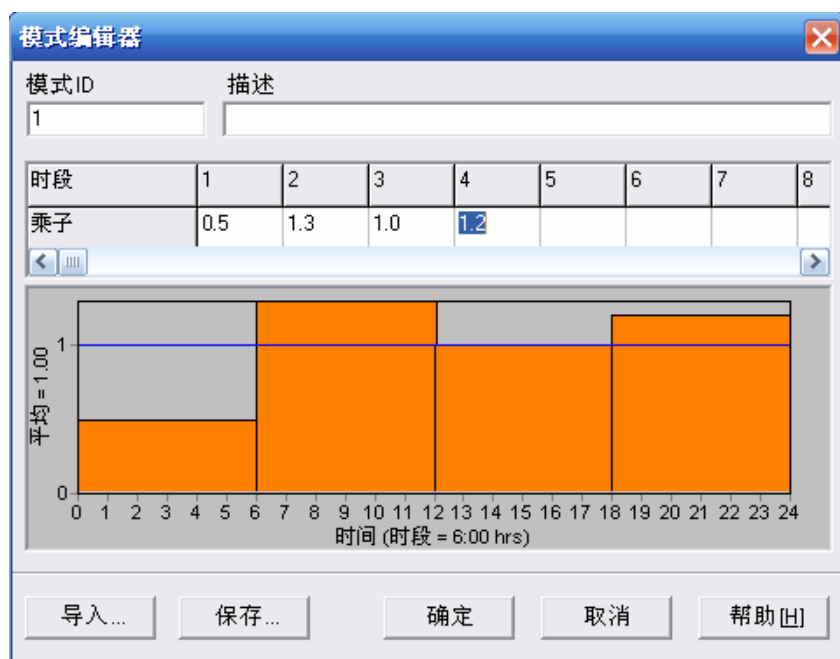 模式编辑器
模式ID 描述
1
时段 1 2 3 4 5 6 7 8
乘子 0.5 1.3 1.0 1.2
平均 = 1.00
1
0
0 1 2 3 4 5 6 7 8 9 10 11 12 13 14 15 16 17 18 19 20 21 22 23 24
时间 (时段 = 6:00 hrs)
导入... 保存... 确定 取消 帮助[H]